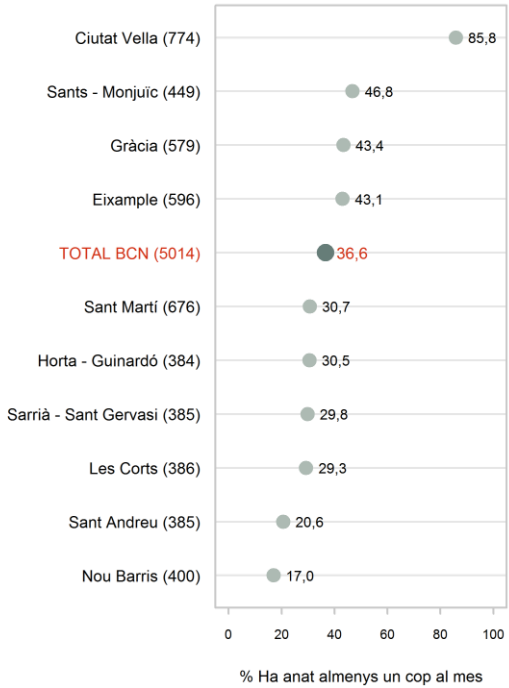 Ciutat Vella (774) 85,8
Sants - Monjuïc (449) 46,8
Gràcia (579) 43,4
Eixample (596) 43,1
TOTAL BCN (5014) 36,6
Sant Martí (676) 30,7
Horta - Guinardó (384) 30,5
Sarrià - Sant Gervasi (385) 29,8
Les Corts (386) 29,3
Sant Andreu (385) 20,6
Nou Barris (400) 17,0
0 20 40 60 80 100
% Ha anat almenys un cop al mes